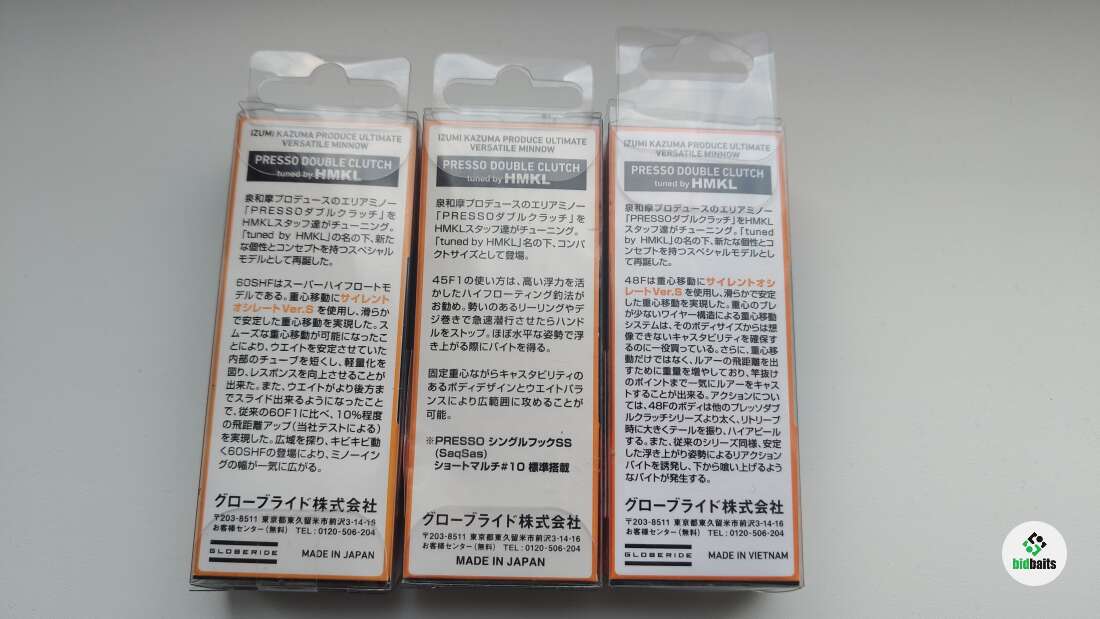 IZUMI KAZUMA PRODUCE ULTIMATE
VERSATILE MINNOW
PRESSO DOUBLE CLUTCH
tuned by HMKL
泉和摩プロデュースのエリアミノー
「PRESSOダブルクラッチ」を
HMKLスタッフ達がチューニング。
「tuned by HMKL」の名の下、新た
な個性とコンセプトを持つスペシャル
モデルとして再誕した。
60SHFはスーパーハイフロートモ
デルである。重心移動にサイレント
オシレートVer.Sを使用し、滑らか
で安定した重心移動を実現した。ス
ムーズな重心移動が可能になったこ
とにより、ウエイトを安定させていた
内部のチューブを短くし、軽量化を
図り、レスポンスを向上させることが
出来た。また、ウエイトがより後方ま
でスライド出来るようになったこと
で、従来の60F1に比べ、10%程度
の飛距離アップ(当社テストによる)
を実現した。広域を探り、キビキビ動
く60SHFの登場により、ミノーイン
グの幅が一気に広がる。
グローブライド株式会社
〒203-8511 東京都東久留米市前沢3-14-16
お客様センター(無料) TEL:0120-506-204
GLOBERIDE MADE IN JAPAN
IZUMI KAZUMA PRODUCE ULTIMATE
VERSATILE MINNOW
PRESSO DOUBLE CLUTCH
tuned by HMKL
泉和摩プロデュースのエリアミノー
「PRESSOダブルクラッチ」を
HMKLスタッフ達がチューニング。
「tuned by HMKL」名の下、コンパ
クトサイズとして登場。
45F1の使い方は、高い浮力を活
かしたハイフローティング釣法が
お勧め。勢いのあるリーリングやデ
ジ巻きで急速潜行させたらハンド
ルをストップ。ほぼ水平な姿勢で浮
き上がる際にバイトを得る。
固定重心ながらキャスタビリティの
あるボディデザインとウエイトバラ
ンスにより広範囲に攻めることが
可能。
※PRESSO シングルフックSS
(SaqSas)
ショートマルチ#10 標準搭載
グローブライド株式会社
〒203-8511 東京都東久留米市前沢3-14-16
お客様センター(無料) TEL:0120-506-204
MADE IN JAPAN
IZUMI KAZUMA PRODUCE ULTIMATE
VERSATILE MINNOW
PRESSO DOUBLE CLUTCH
tuned by HMKL
泉和摩プロデュースのエリアミノー
「PRESSOダブルクラッチ」をHMKL
スタッフ達がチューニング。「tuned
by HMKL」の名の下、新たな個性とコ
ンセプトを持つスペシャルモデルとし
て再誕した。
48Fは重心移動にサイレントオシ
レートVer.Sを使用し、滑らかで安定
した重心移動を実現した。重心のブレ
が少ないワイヤー構造による重心移動
システムは、そのボディサイズからは想
像できないキャスタビリティを確保す
るのに一役買っている。さらに、重心移
動だけではなく、ルアーの飛距離を出
すために重量を増やしており、竿抜け
のポイントまで一気にルアーをキャス
トすることが出来る。アクションについ
ては、48Fのボディは他のプレッソダブ
ルクラッチシリーズより太く、リトリーブ
時に大きくテールを振り、ハイアピール
する。また、従来のシリーズ同様、安定
した浮き上がり姿勢によるリアクション
バイトを誘発し、下から喰い上げるよう
なバイトが発生する。
グローブライド株式会社
〒203-8511 東京都東久留米市前沢3-14-16
お客様センター(無料) TEL:0120-506-204
GLOBERIDE MADE IN VIETNAM
bidbaits